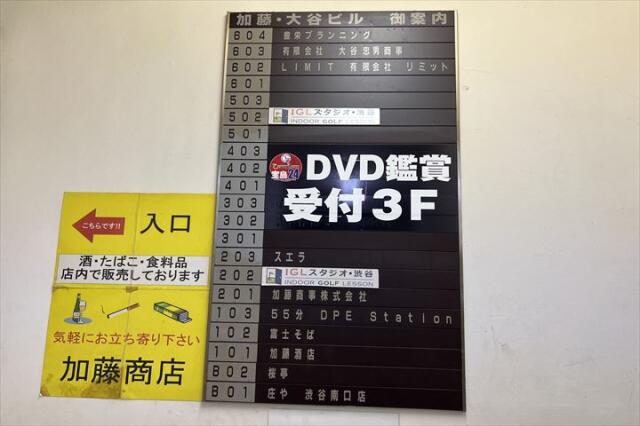 加藤・大谷ビル 御案内
604 豊栄プランニング
603 有限会社 大谷忠男商事
602 LIMIT 有限会社 リミット
601
503
502 IGLスタジオ・渋谷
INDOOR GOLF LESSON
501
403
402
401
303
302
301
宝島24
DVD鑑賞
受付3F
203 スエラ
202 IGLスタジオ・渋谷
INDOOR GOLF LESSON
201 加藤商事株式会社
103 55分 DPE Station
102 富士そば
101 加藤酒店
B02 桜亭
B01 庄や 渋谷南口店
こちらです!! 入口
酒・たばこ・食料品
店内で販売しております
気軽にお立ち寄り下さい
加藤商店